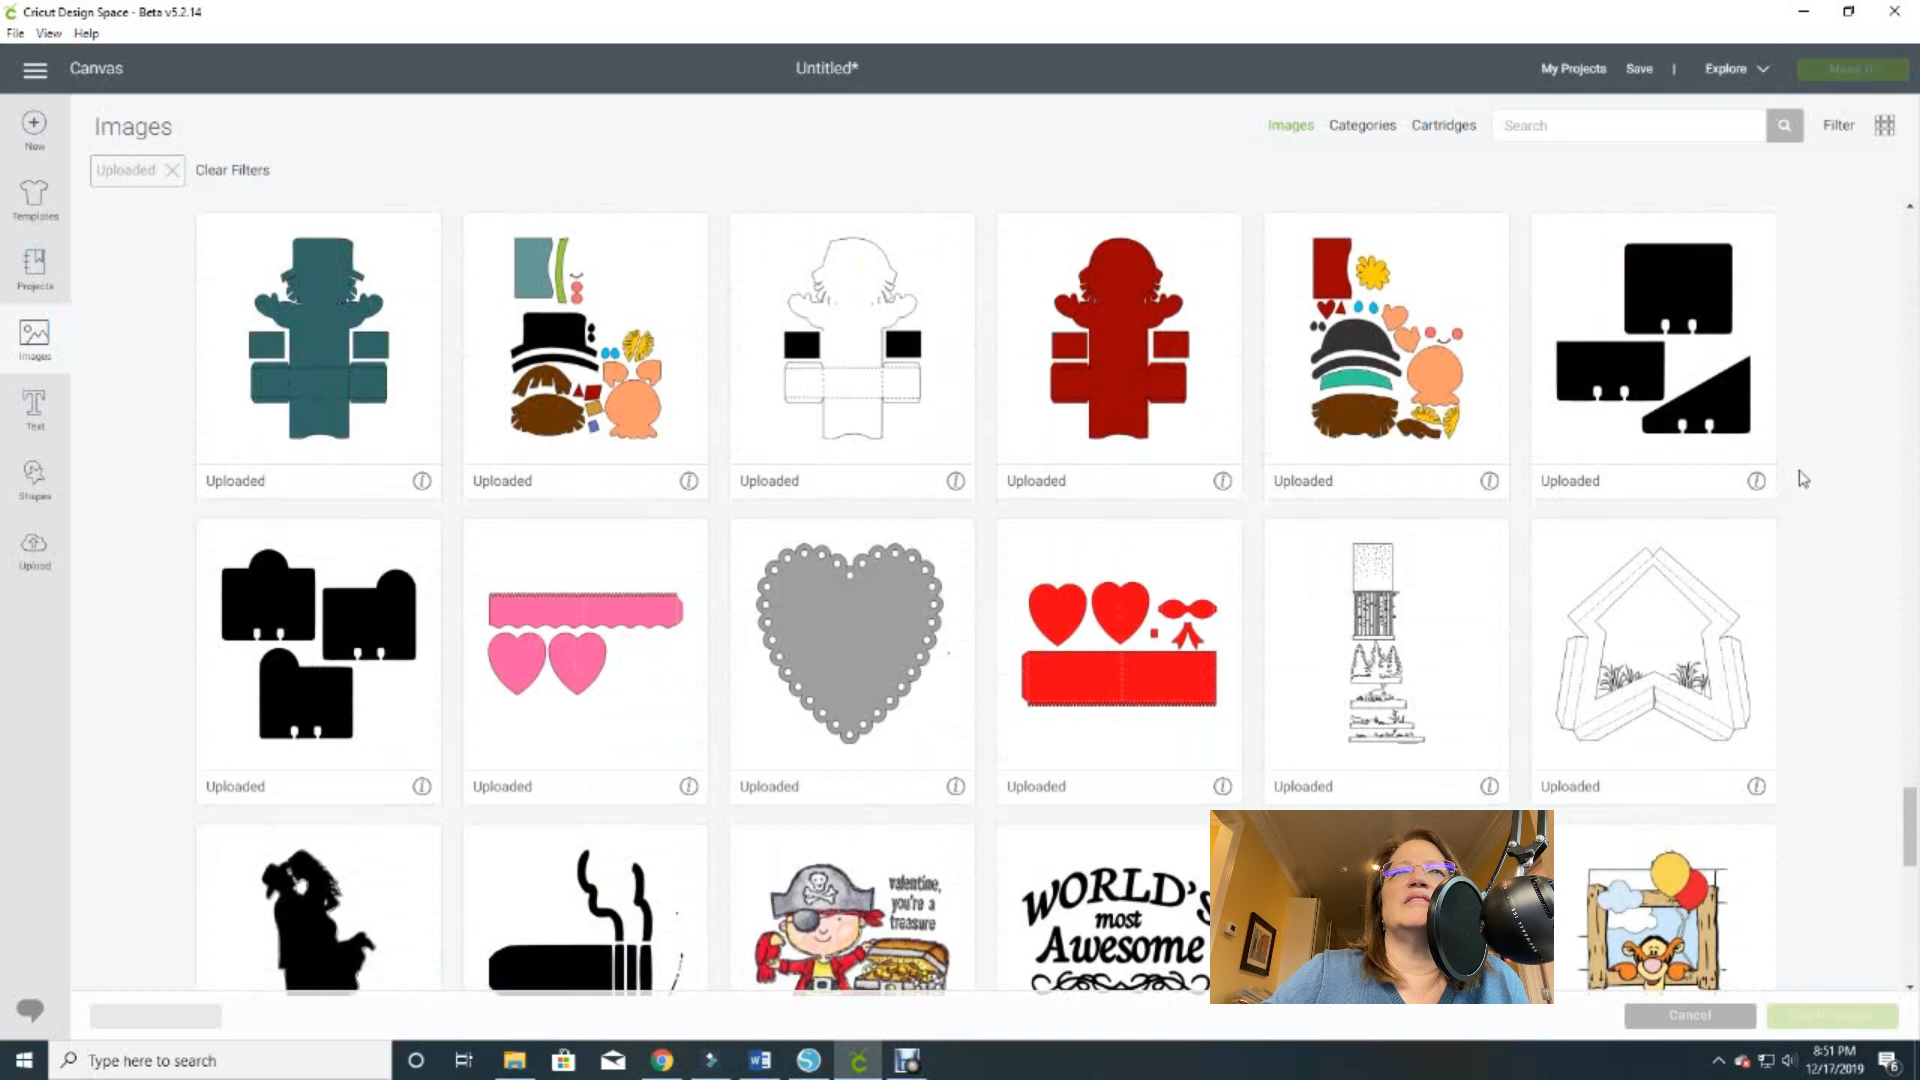 Cricut Design Space - Beta v5.2.14
File View Help
Canvas
Untitled*
My Projects Save | Explore
New
Templates
Projects
Images
Text
Shapes
Upload
Images
Images Categories Cartridges Search Filter
Uploaded Clear Filters
Uploaded Uploaded Uploaded Uploaded Uploaded Uploaded
Uploaded Uploaded Uploaded Uploaded Uploaded Uploaded
valentine,
you're a
treasure
WORLD's
most
Awesome
Cancel
Type here to search
8:51 PM
12/17/2019
6